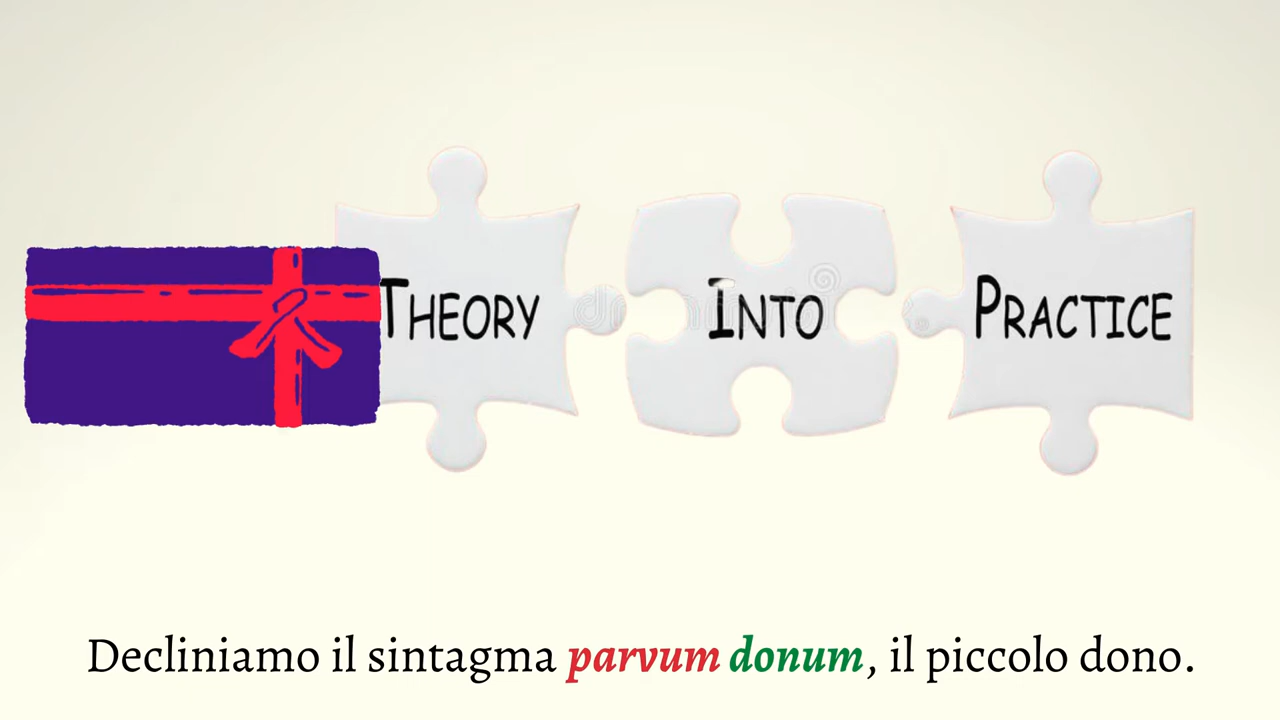 Theory Into Practice
Decliniamo il sintagma parvum donum, il piccolo dono.